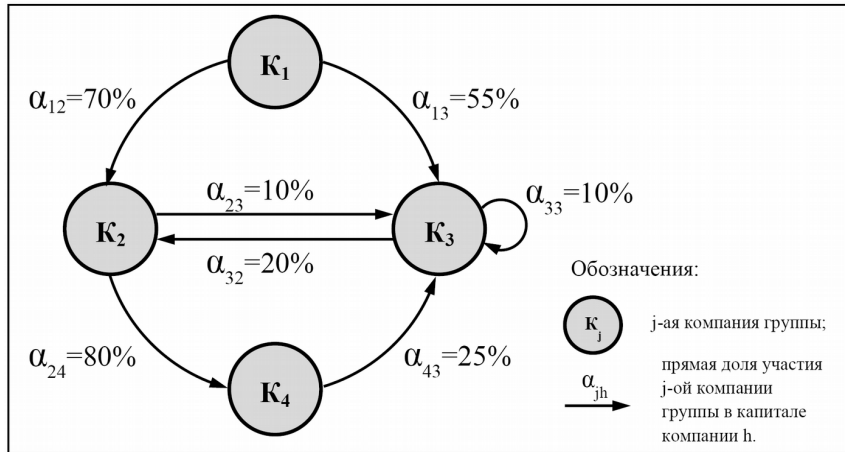 К₁
α₁₂=70%
α₁₃=55%
α₂₃=10%
α₃₃=10%
К₂
К₃
α₃₂=20%
Обозначения:
Кⱼ
j-ая компания группы;
α₂₄=80%
α₄₃=25%
К₄
αⱼₕ
прямая доля участия
j-ой компании
группы в капитале
компании h.